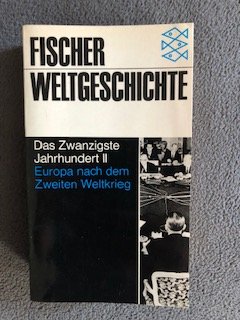 FISCHER
WELTGESCHICHTE
Das Zwanzigste
Jahrhundert II
Europa nach dem
Zweiten Weltkrieg